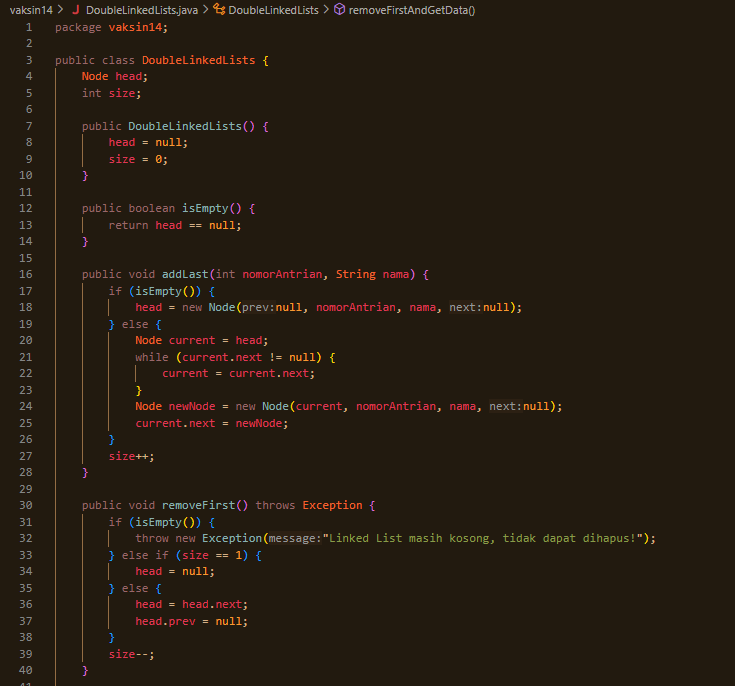 vaksin14 > J DoubleLinkedLists.java > DoubleLinkedLists > removeFirstAndGetData()
1 package vaksin14;
2
3 public class DoubleLinkedLists {
4 Node head;
5 int size;
6
7 public DoubleLinkedLists() {
8 head = null;
9 size = 0;
10 }
11
12 public boolean isEmpty() {
13 return head == null;
14 }
15
16 public void addLast(int nomorAntrian, String nama) {
17 if (isEmpty()) {
18 head = new Node(prev:null, nomorAntrian, nama, next:null);
19 } else {
20 Node current = head;
21 while (current.next != null) {
22 current = current.next;
23 }
24 Node newNode = new Node(current, nomorAntrian, nama, next:null);
25 current.next = newNode;
26 }
27 size++;
28 }
29
30 public void removeFirst() throws Exception {
31 if (isEmpty()) {
32 throw new Exception(message:"Linked List masih kosong, tidak dapat dihapus!");
33 } else if (size == 1) {
34 head = null;
35 } else {
36 head = head.next;
37 head.prev = null;
38 }
39 size--;
40 }